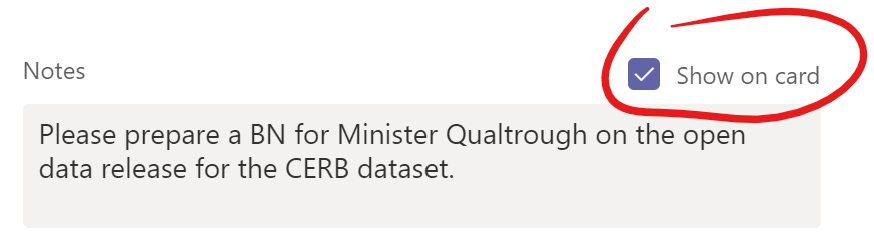 Notes
Show on card
Please prepare a BN for Minister Qualtrough on the open
data release for the CERB dataset.